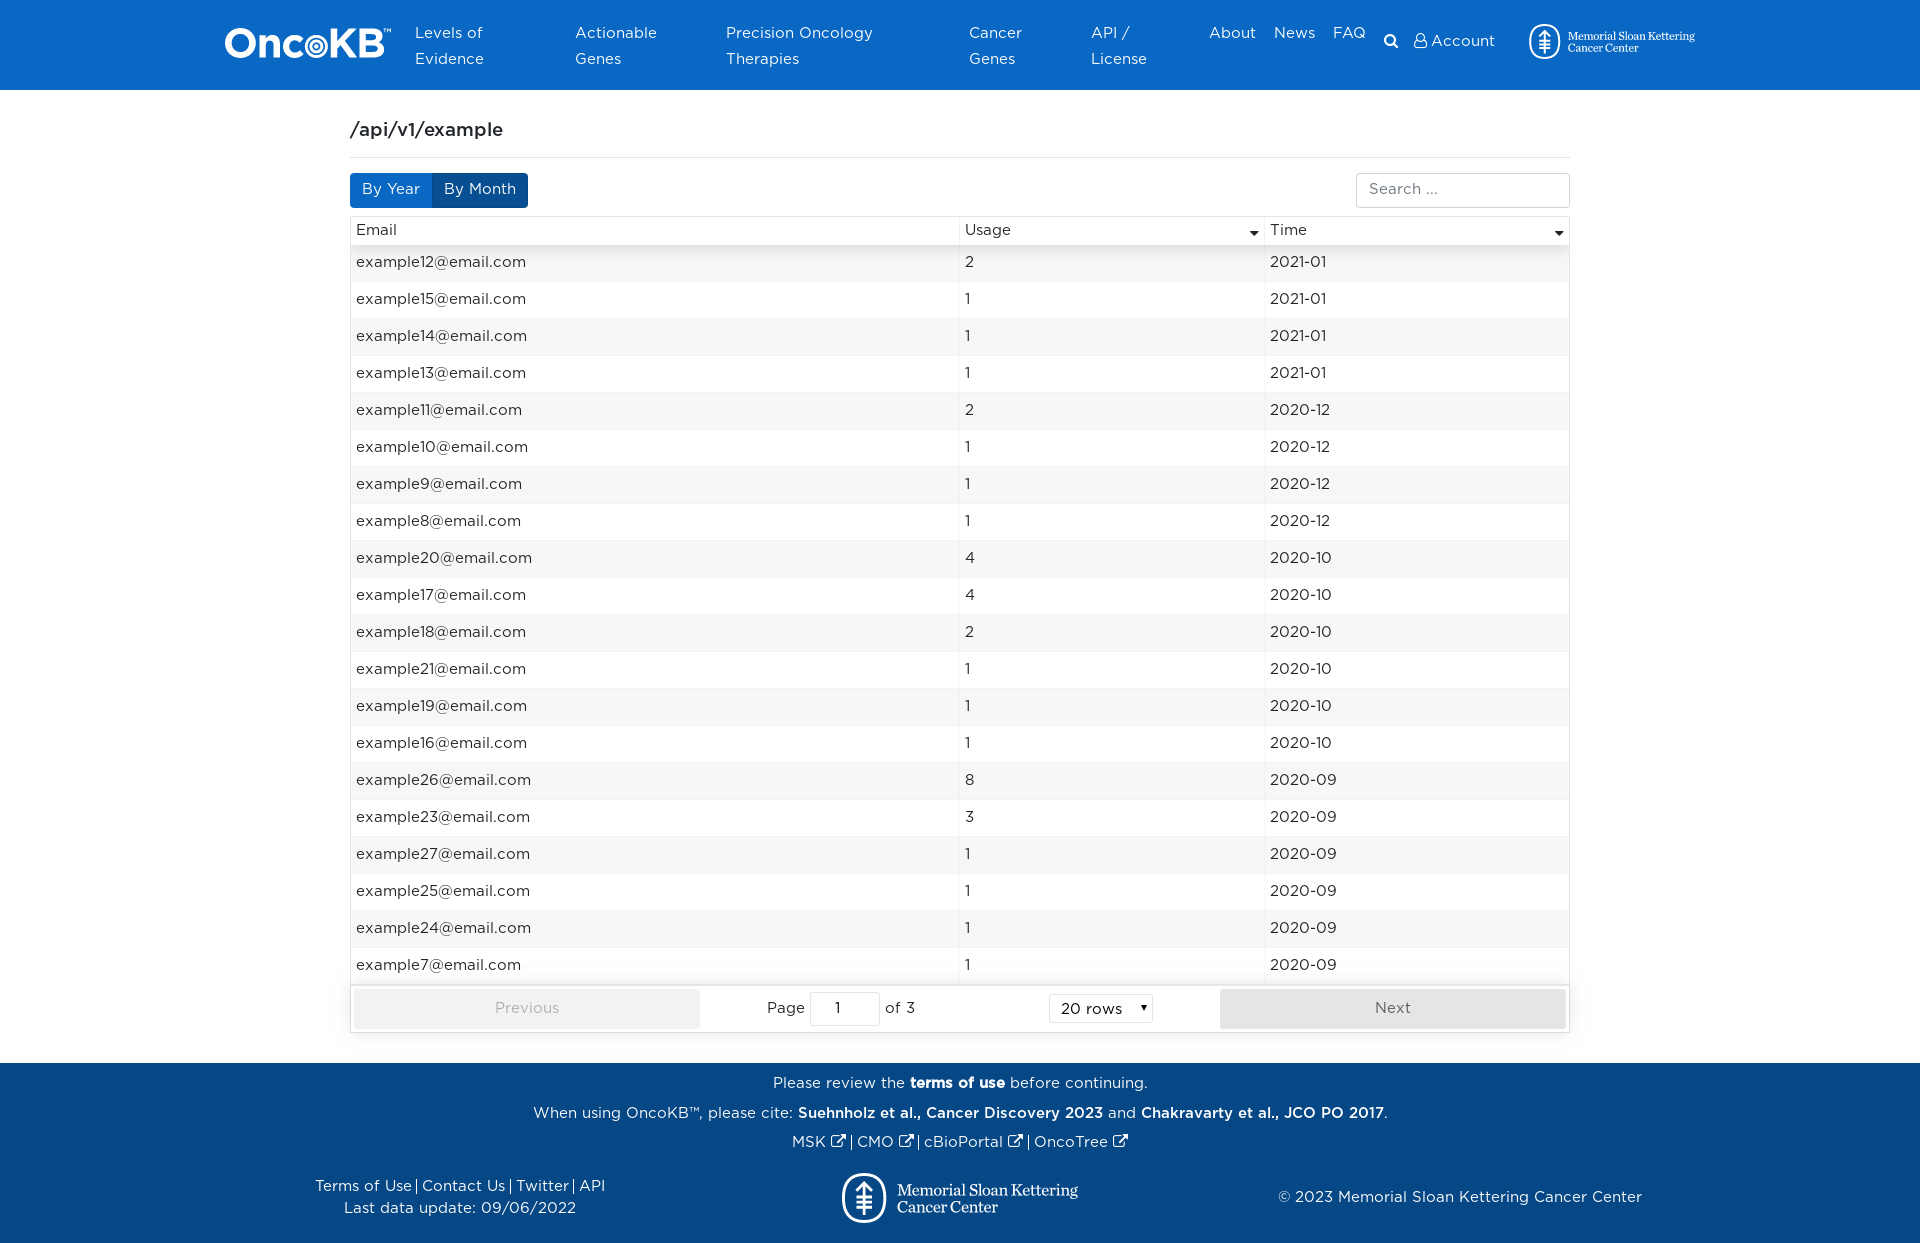 OncoKB™ Levels of Evidence Actionable Genes Precision Oncology Therapies Cancer Genes API / License About News FAQ Account Memorial Sloan Kettering Cancer Center
/api/v1/example
By Year By Month Search ...
Email Usage Time
example12@email.com 2 2021-01
example15@email.com 1 2021-01
example14@email.com 1 2021-01
example13@email.com 1 2021-01
example11@email.com 2 2020-12
example10@email.com 1 2020-12
example9@email.com 1 2020-12
example8@email.com 1 2020-12
example20@email.com 4 2020-10
example17@email.com 4 2020-10
example18@email.com 2 2020-10
example21@email.com 1 2020-10
example19@email.com 1 2020-10
example16@email.com 1 2020-10
example26@email.com 8 2020-09
example23@email.com 3 2020-09
example27@email.com 1 2020-09
example25@email.com 1 2020-09
example24@email.com 1 2020-09
example7@email.com 1 2020-09
Previous Page 1 of 3 20 rows Next
Please review the terms of use before continuing.
When using OncoKB™, please cite: Suehnholz et al., Cancer Discovery 2023 and Chakravarty et al., JCO PO 2017.
MSK | CMO | cBioPortal | OncoTree
Terms of Use | Contact Us | Twitter | API
Last data update: 09/06/2022
Memorial Sloan Kettering
Cancer Center
© 2023 Memorial Sloan Kettering Cancer Center